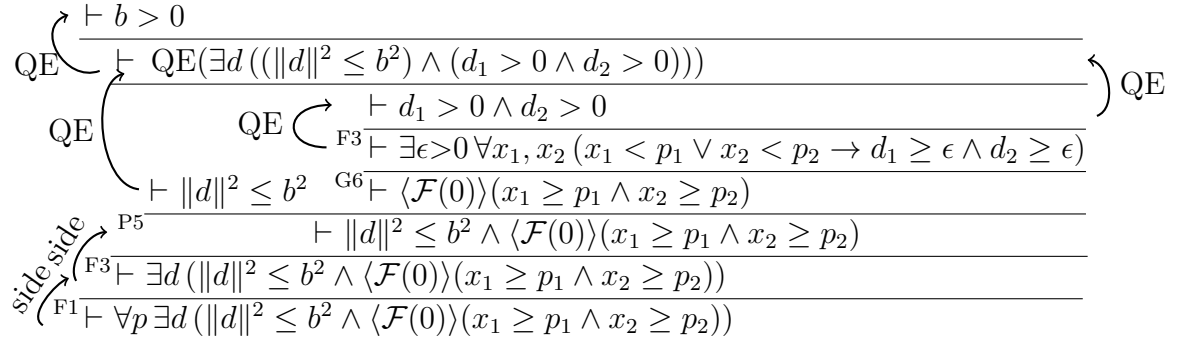 ⊢ b > 0
QE ⊢ QE(∃d ((‖d‖² ≤ b²) ∧ (d₁ > 0 ∧ d₂ > 0))) QE
⊢ d₁ > 0 ∧ d₂ > 0
QE QE F3 ⊢ ∃ϵ>0 ∀x₁, x₂ (x₁ < p₁ ∨ x₂ < p₂ → d₁ ≥ ϵ ∧ d₂ ≥ ϵ)
⊢ ‖d‖² ≤ b² G6 ⊢ ⟨ℱ(0)⟩(x₁ ≥ p₁ ∧ x₂ ≥ p₂)
P5 ⊢ ‖d‖² ≤ b² ∧ ⟨ℱ(0)⟩(x₁ ≥ p₁ ∧ x₂ ≥ p₂)
side F3 ⊢ ∃d (‖d‖² ≤ b² ∧ ⟨ℱ(0)⟩(x₁ ≥ p₁ ∧ x₂ ≥ p₂))
side F1 ⊢ ∀p ∃d (‖d‖² ≤ b² ∧ ⟨ℱ(0)⟩(x₁ ≥ p₁ ∧ x₂ ≥ p₂))